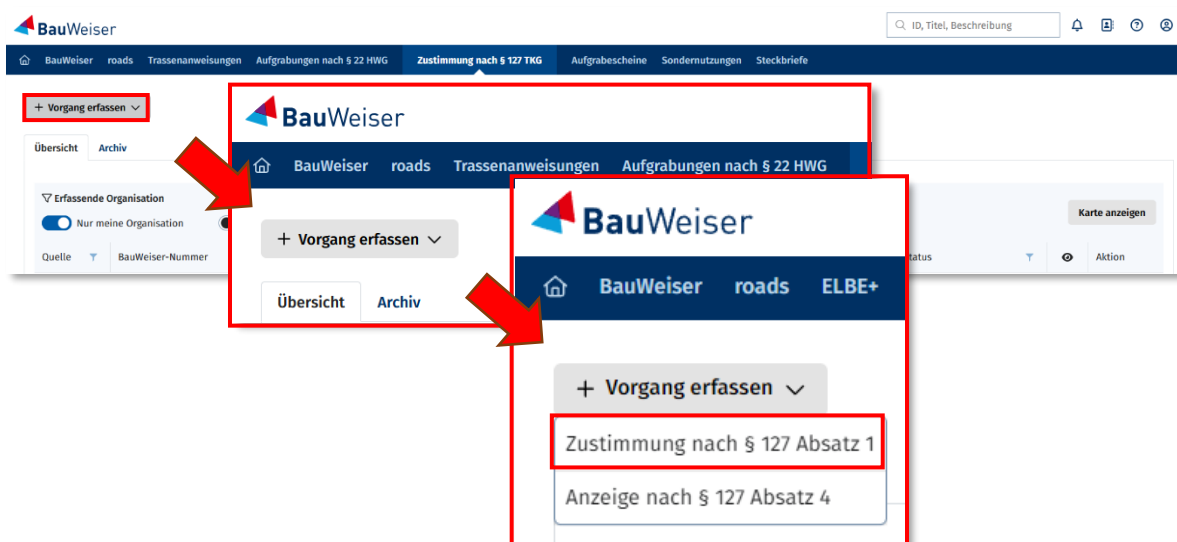 BauWeiser
ID, Titel, Beschreibung
BauWeiser roads Trassenanweisungen Aufgrabungen nach § 22 HWG Zustimmung nach § 127 TKG Aufgrabescheine Sondernutzungen Steckbriefe
+ Vorgang erfassen
Übersicht Archiv
Erfassende Organisation
Nur meine Organisation
Karte anzeigen
Quelle BauWeiser-Nummer
tatus Aktion
BauWeiser
BauWeiser roads Trassenanweisungen Aufgrabungen nach § 22 HWG
+ Vorgang erfassen
Übersicht Archiv
BauWeiser
BauWeiser roads ELBE+
+ Vorgang erfassen
Zustimmung nach § 127 Absatz 1
Anzeige nach § 127 Absatz 4